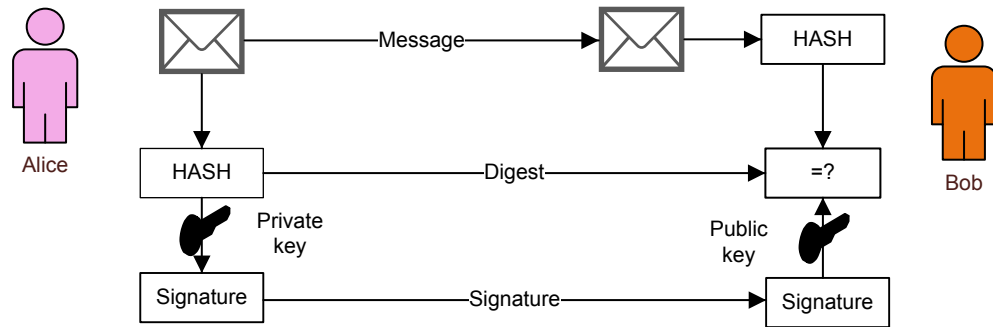 Message
HASH
Alice
HASH
Digest
=?
Bob
Private
key
Public
key
Signature
Signature
Signature